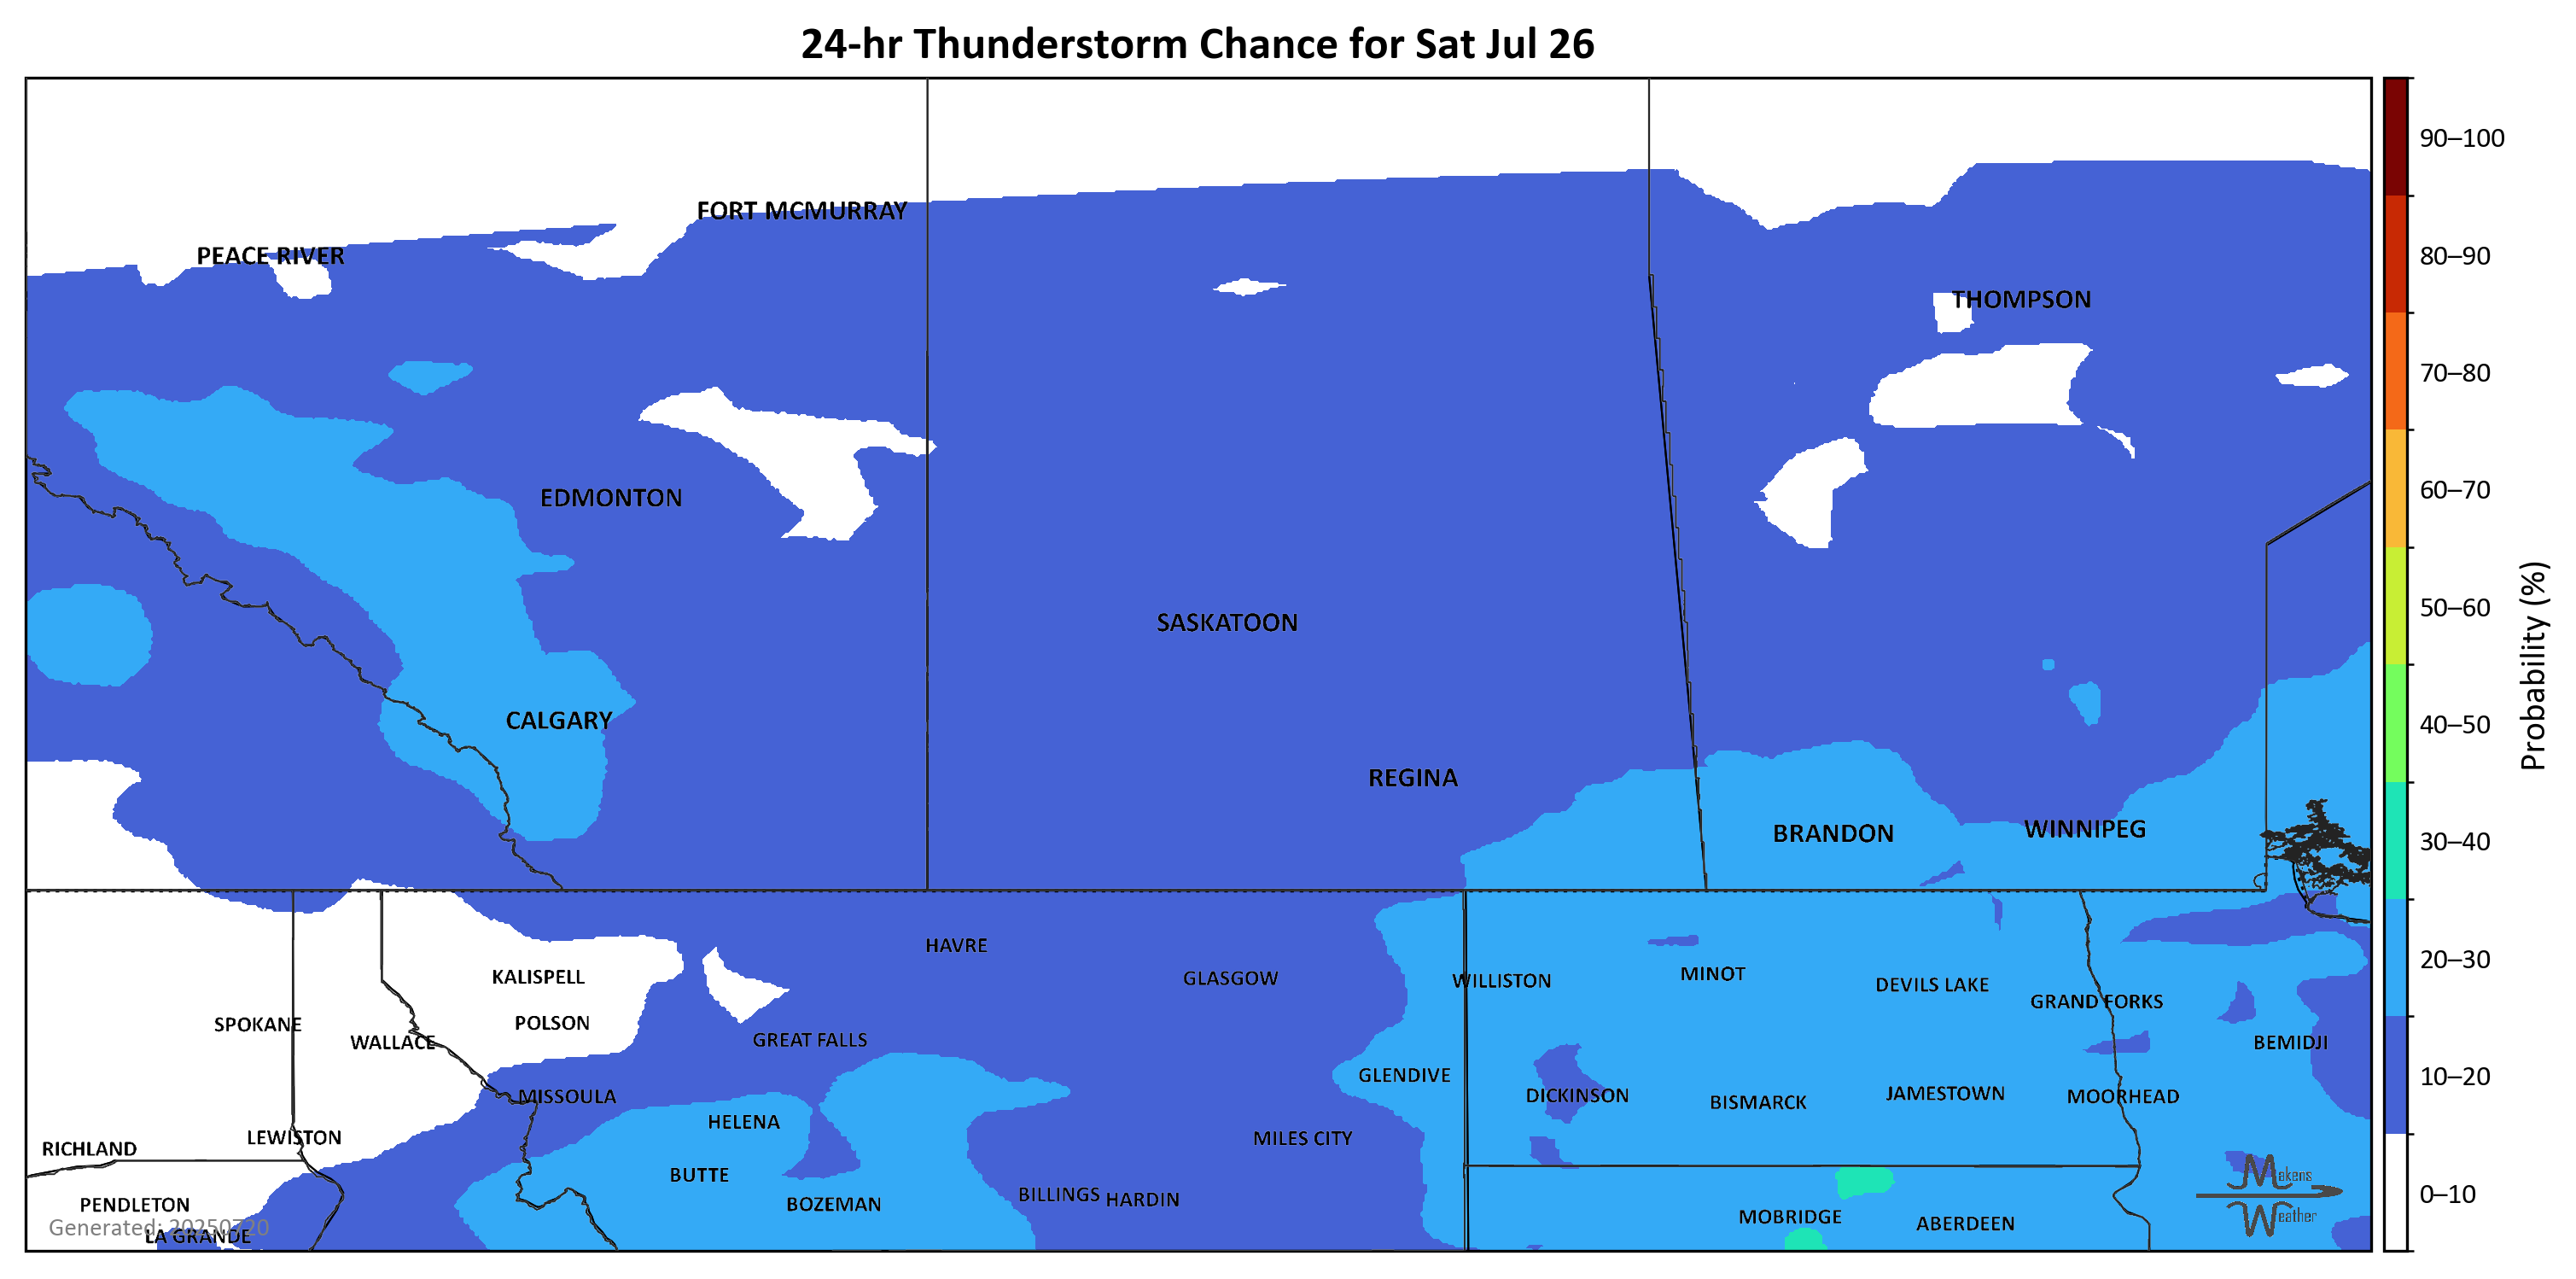 24-hr Thunderstorm Chance for Sat Jul 26
90–100
FORT MCMURRAY
PEACE RIVER
80–90
THOMPSON
70–80
EDMONTON
60–70
SASKATOON
50–60
CALGARY
40–50
Probability (%)
REGINA
BRANDON
WINNIPEG
30–40
HAVRE
KALISPELL
GLASGOW
WILLISTON
MINOT
DEVILS LAKE
20–30
GRAND FORKS
SPOKANE
POLSON
WALLACE
GREAT FALLS
BEMIDJI
GLENDIVE
10–20
MISSOULA
DICKINSON
BISMARCK
JAMESTOWN
MOORHEAD
HELENA
LEWISTON
MILES CITY
RICHLAND
BUTTE
Makens
Weather
0–10
PENDLETON
BOZEMAN
BILLINGS
HARDIN
MOBRIDGE
ABERDEEN
Generated: 20250720
LA GRANDE